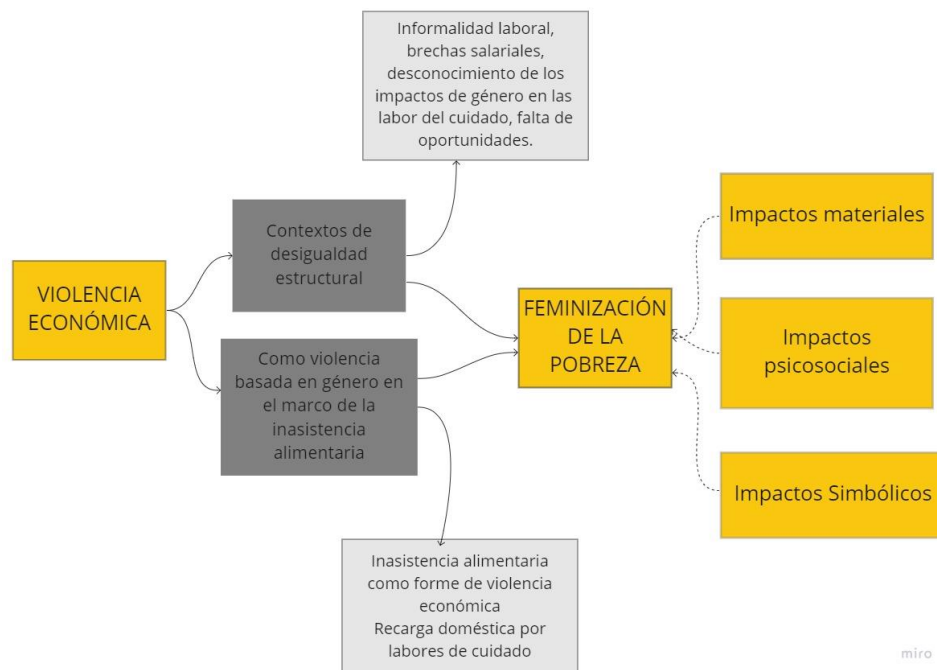 Informalidad laboral,
brechas salariales,
desconocimiento de los
impactos de género en las
labor del cuidado, falta de
oportunidades.
Contextos de
desigualdad
estructural
VIOLENCIA
ECONÓMICA
Como violencia
basada en género en
el marco de la
inasistencia
alimentaria
Inasistencia alimentaria
como forme de violencia
económica
Recarga doméstica por
labores de cuidado
FEMINIZACIÓN
DE LA
POBREZA
Impactos materiales
Impactos
psicosociales
Impactos Simbólicos
miro